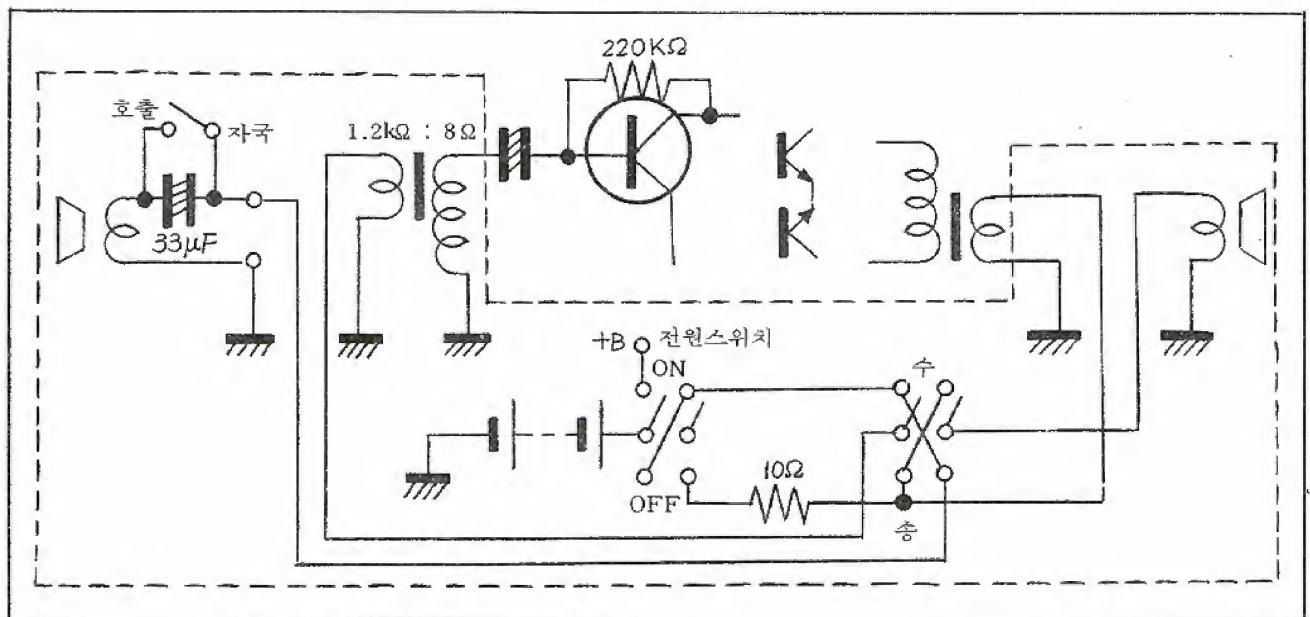 220KΩ
호출
자국
1.2kΩ : 8Ω
33μF
+B 전원스위치
ON
수
10Ω
OFF
송